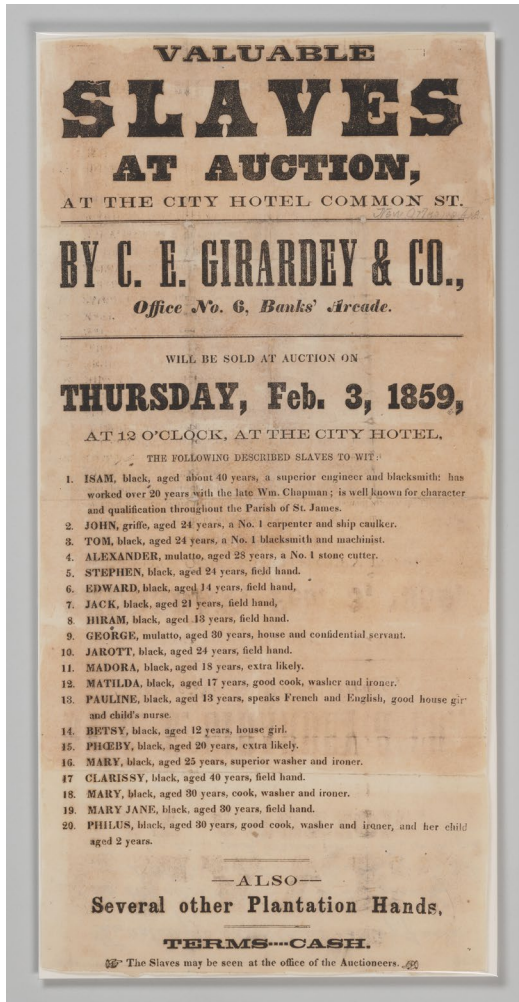 VALUABLE
SLAVES
AT AUCTION,
AT THE CITY HOTEL COMMON ST.
New Orleans
BY C. E. GIRARDEY & CO.,
Office No. 6, Banks' Arcade.
WILL BE SOLD AT AUCTION ON
THURSDAY, Feb. 3, 1859,
AT 12 O'CLOCK, AT THE CITY HOTEL,
THE FOLLOWING DESCRIBED SLAVES TO WIT:
1. ISAM, black, aged about 40 years, a superior engineer and blacksmith: has
worked over 20 years with the late Wm. Chapman; is well known for character
and qualification throughout the Parish of St. James.
2. JOHN, griffe, aged 24 years, a No. 1 carpenter and ship caulker.
3. TOM, black, aged 24 years, a No. 1 blacksmith and machinist.
4. ALEXANDER, mulatto, aged 28 years, a No. 1 stone cutter.
5. STEPHEN, black, aged 24 years, field hand.
6. EDWARD, black, aged 14 years, field hand,
7. JACK, black, aged 21 years, field hand,
8. HIRAM, black, aged 13 years, field hand.
9. GEORGE, mulatto, aged 30 years, house and confidential servant.
10. JAROTT, black, aged 24 years, field hand.
11. MADORA, black, aged 18 years, extra likely.
12. MATILDA, black, aged 17 years, good cook, washer and ironer.
13. PAULINE, black, aged 13 years, speaks French and English, good house gir
and child's nurse.
14. BETSY, black, aged 12 years, house girl.
15. PHŒBY, black, aged 20 years, extra likely.
16. MARY, black, aged 25 years, superior washer and ironer.
17 CLARISSY, black, aged 40 years, field hand.
18. MARY, black, aged 30 years, cook, washer and ironer.
19. MARY JANE, black, aged 30 years, field hand.
20. PHILUS, black, aged 30 years, good cook, washer and ironer, and her child
aged 2 years.
—ALSO—
Several other Plantation Hands,
TERMS----CASH.
The Slaves may be seen at the office of the Auctioneers.